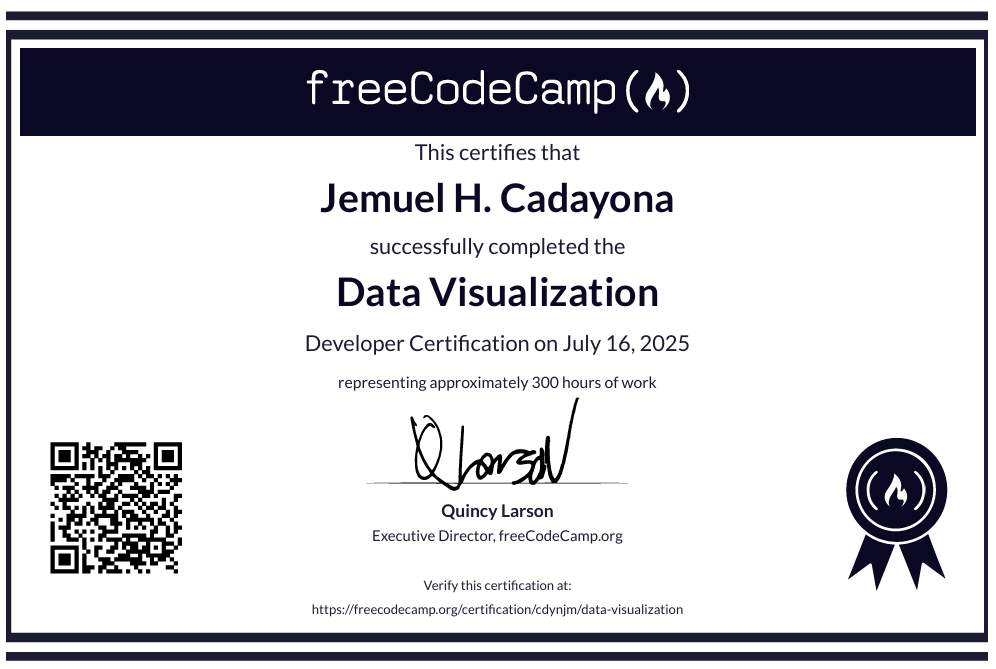 freeCodeCamp
This certifies that
Jemuel H. Cadayona
successfully completed the
Data Visualization
Developer Certification on July 16, 2025
representing approximately 300 hours of work
Q Larson
Quincy Larson
Executive Director, freeCodeCamp.org
Verify this certification at:
https://freecodecamp.org/certification/cdynjm/data-visualization